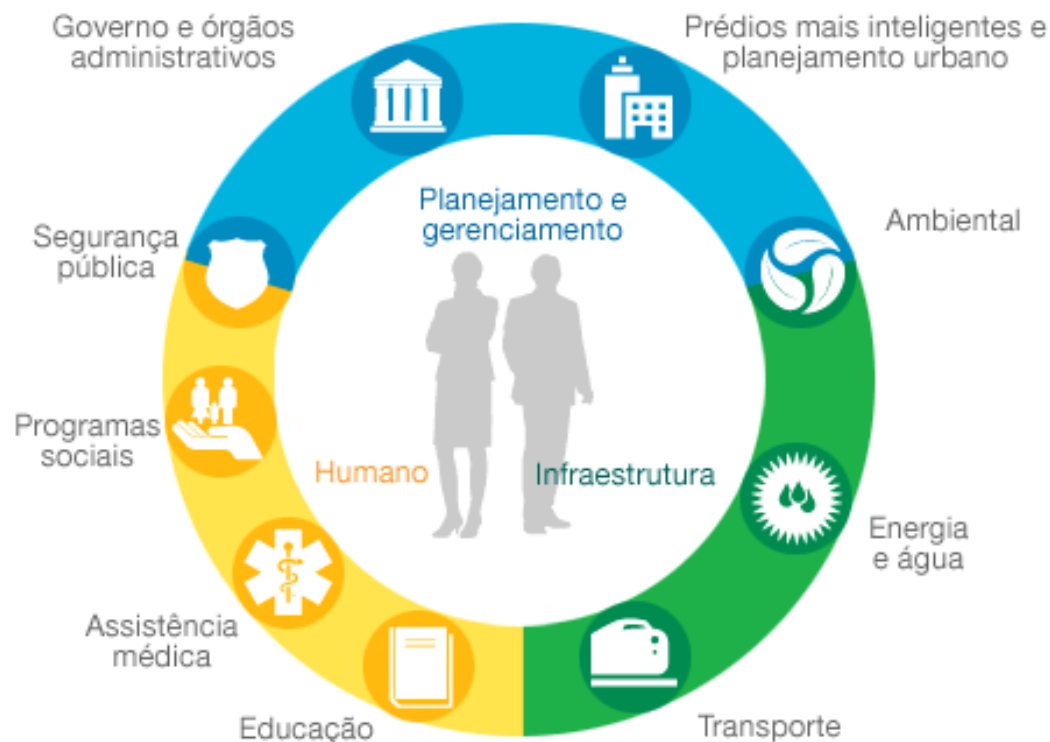 Governo e órgãos
administrativos
Prédios mais inteligentes e
planejamento urbano
Planejamento e
gerenciamento
Segurança
pública
Ambiental
Programas
sociais
Humano
Infraestrutura
Energia
e água
Assistência
médica
Educação
Transporte